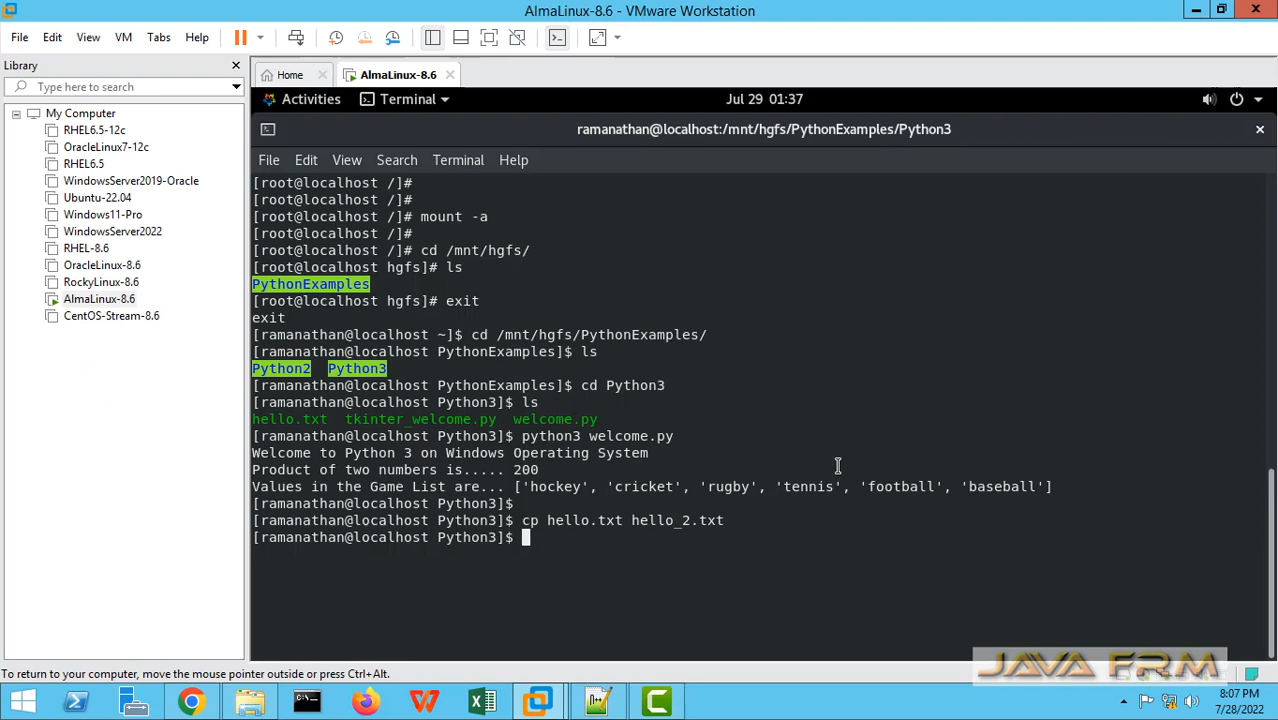 AlmaLinux-8.6 - VMware Workstation
File Edit View VM Tabs Help
Library
Type here to search
My Computer
RHEL6.5-12c
OracleLinux7-12c
RHEL6.5
WindowsServer2019-Oracle
Ubuntu-22.04
Windows11-Pro
WindowsServer2022
RHEL-8.6
OracleLinux-8.6
RockyLinux-8.6
AlmaLinux-8.6
CentOS-Stream-8.6
Home AlmaLinux-8.6
Activities Terminal Jul 29 01:37
ramanathan@localhost:/mnt/hgfs/PythonExamples/Python3
File Edit View Search Terminal Help
[root@localhost /]#
[root@localhost /]#
[root@localhost /]# mount -a
[root@localhost /]#
[root@localhost /]# cd /mnt/hgfs/
[root@localhost hgfs]# ls
PythonExamples
[root@localhost hgfs]# exit
exit
[ramanathan@localhost ~]$ cd /mnt/hgfs/PythonExamples/
[ramanathan@localhost PythonExamples]$ ls
Python2 Python3
[ramanathan@localhost PythonExamples]$ cd Python3
[ramanathan@localhost Python3]$ ls
hello.txt tkinter_welcome.py welcome.py
[ramanathan@localhost Python3]$ python3 welcome.py
Welcome to Python 3 on Windows Operating System
Product of two numbers is..... 200
Values in the Game List are... ['hockey', 'cricket', 'rugby', 'tennis', 'football', 'baseball']
[ramanathan@localhost Python3]$
[ramanathan@localhost Python3]$ cp hello.txt hello_2.txt
[ramanathan@localhost Python3]$
JAVA FRM
To return to your computer, move the mouse pointer outside or press Ctrl+Alt.
8:07 PM
7/28/2022